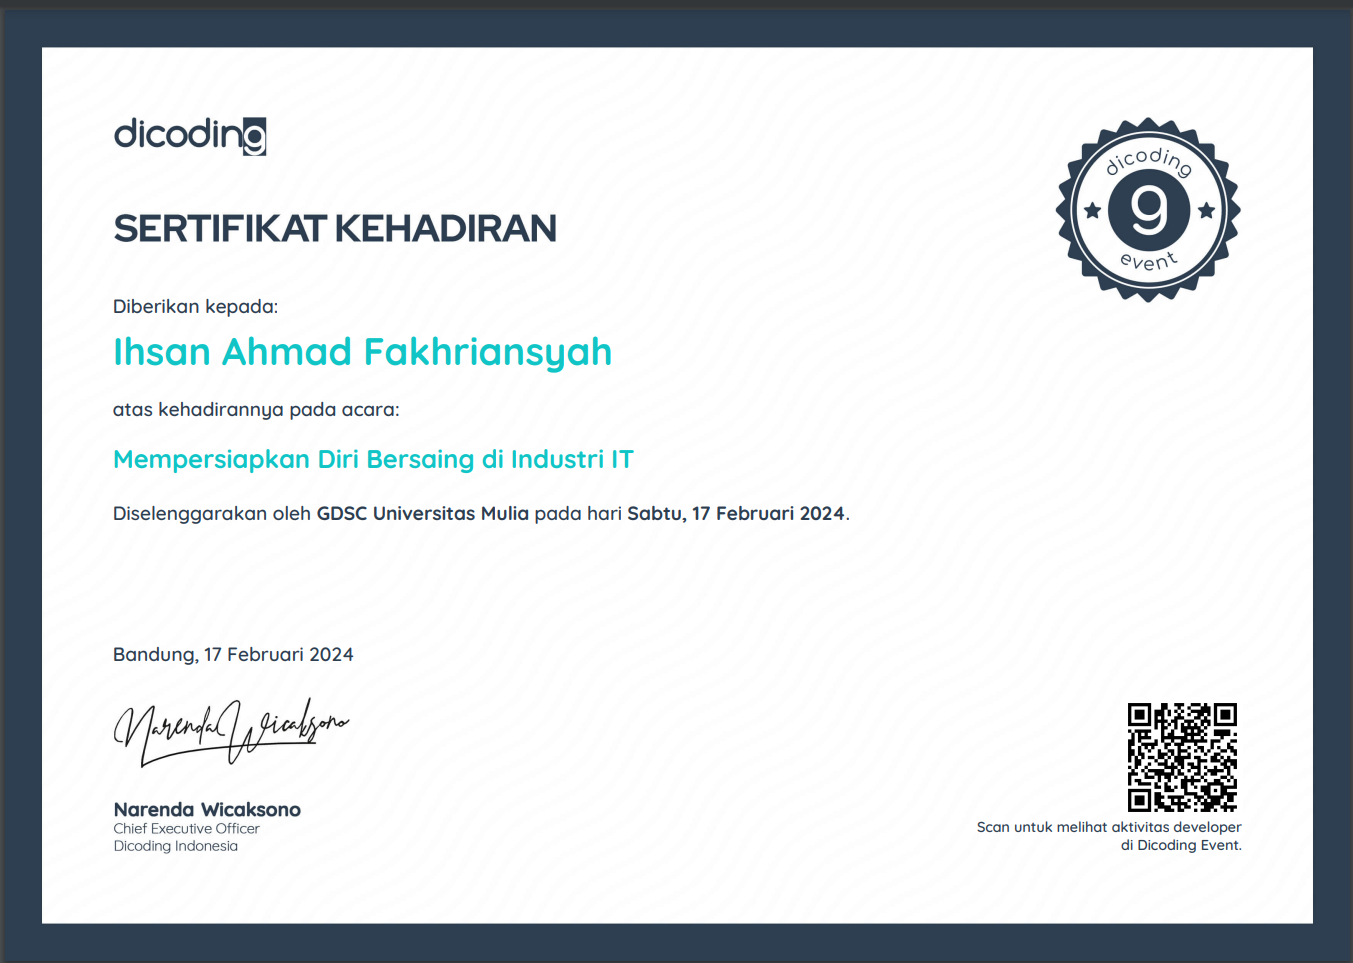 dicoding
dicoding
g
event
SERTIFIKAT KEHADIRAN
Diberikan kepada:
Ihsan Ahmad Fakhriansyah
atas kehadirannya pada acara:
Mempersiapkan Diri Bersaing di Industri IT
Diselenggarakan oleh GDSC Universitas Mulia pada hari Sabtu, 17 Februari 2024.
Bandung, 17 Februari 2024
Narenda Wicaksono
Narenda Wicaksono
Chief Executive Officer
Dicoding Indonesia
Scan untuk melihat aktivitas developer
di Dicoding Event.